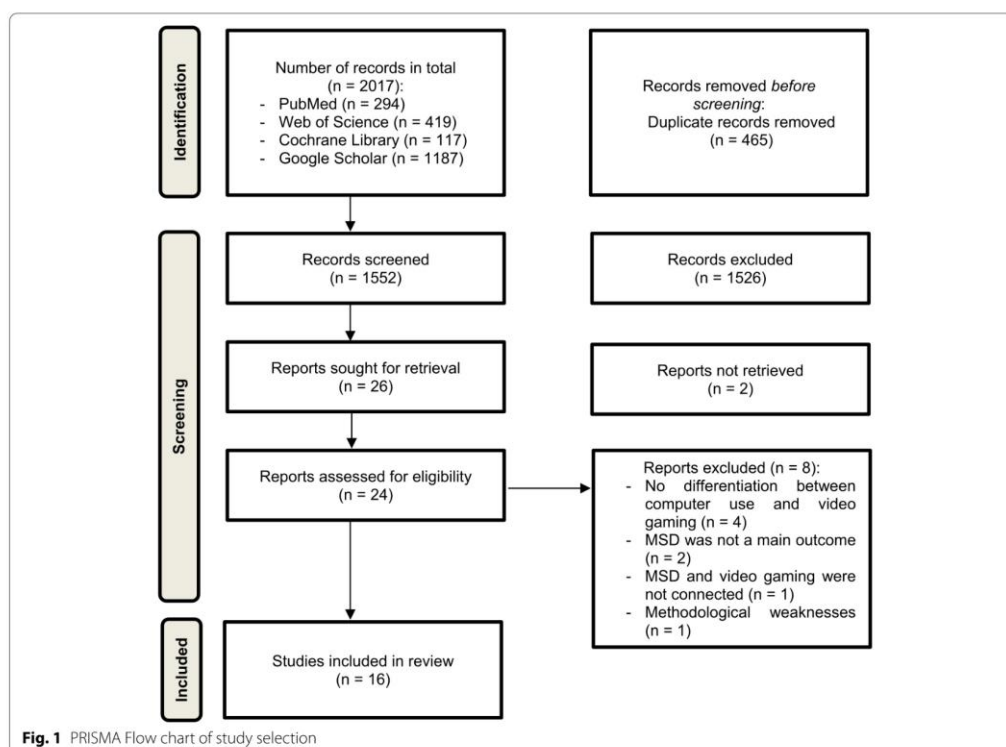 Identification
Number of records in total
(n = 2017):
- PubMed (n = 294)
- Web of Science (n = 419)
- Cochrane Library (n = 117)
- Google Scholar (n = 1187)
Records removed before
screening:
Duplicate records removed
(n = 465)
Screening
Records screened
(n = 1552)
Records excluded
(n = 1526)
Reports sought for retrieval
(n = 26)
Reports not retrieved
(n = 2)
Reports assessed for eligibility
(n = 24)
Reports excluded (n = 8):
- No differentiation between
computer use and video
gaming (n = 4)
- MSD was not a main outcome
(n = 2)
- MSD and video gaming were
not connected (n = 1)
- Methodological weaknesses
(n = 1)
Included
Studies included in review
(n = 16)
Fig. 1 PRISMA Flow chart of study selection